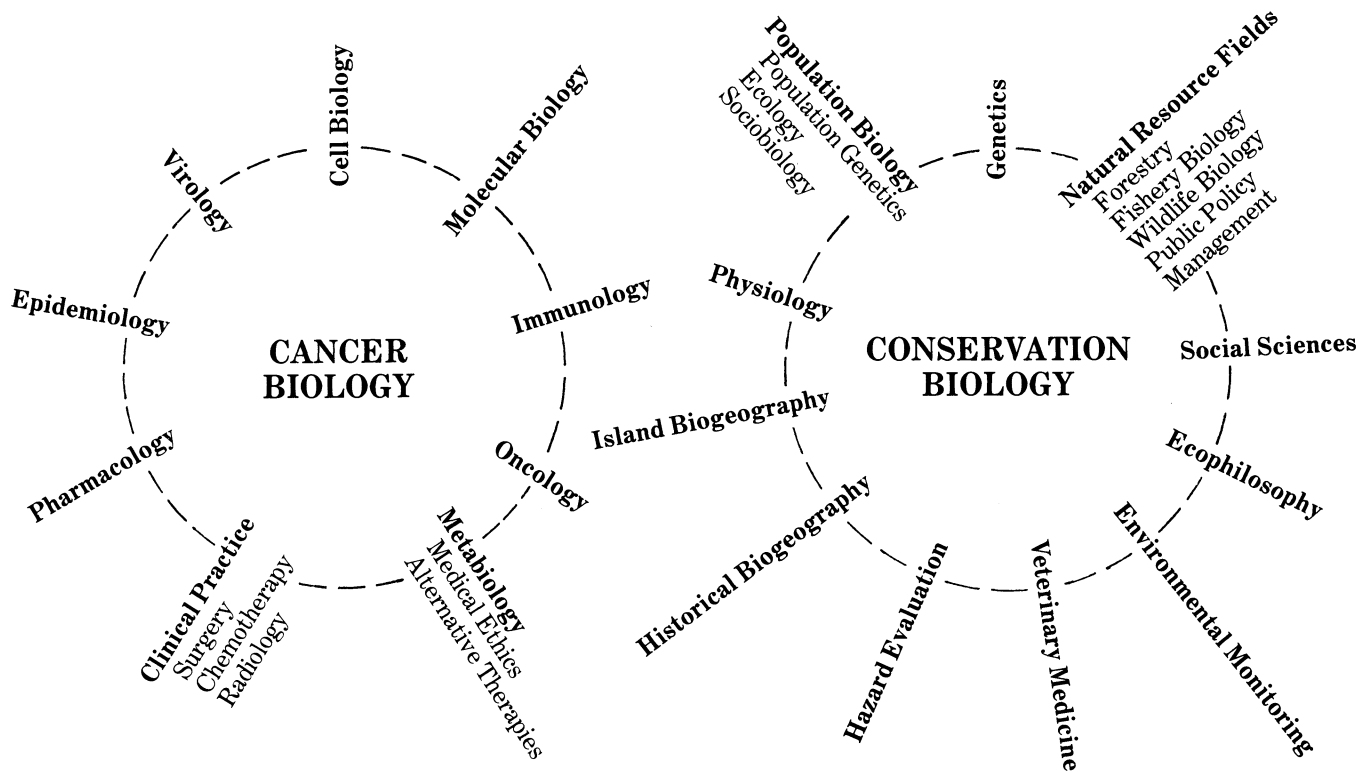 CANCER
BIOLOGY
Cell Biology
Molecular Biology
Immunology
Oncology
Metabiology
Medical Ethics
Alternative Therapies
Clinical Practice
Surgery
Chemotherapy
Radiology
Pharmacology
Epidemiology
Virology
CONSERVATION
BIOLOGY
Genetics
Natural Resource Fields
Forestry
Fishery Biology
Wildlife Biology
Public Policy
Management
Social Sciences
Ecophilosophy
Environmental Monitoring
Veterinary Medicine
Hazard Evaluation
Historical Biogeography
Island Biogeography
Physiology
Population Biology
Population Genetics
Ecology
Sociobiology